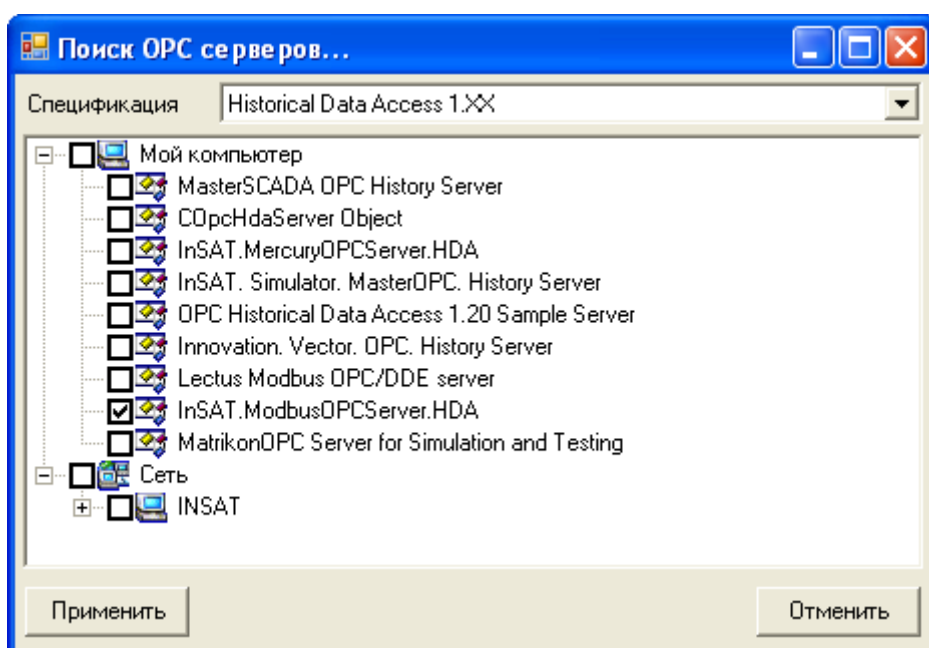 Поиск OPC серверов...
Спецификация Historical Data Access 1.XX
Мой компьютер
MasterSCADA OPC History Server
COpcHdaServer Object
InSAT.MercuryOPCServer.HDA
InSAT. Simulator. MasterOPC. History Server
OPC Historical Data Access 1.20 Sample Server
Innovation. Vector. OPC. History Server
Lectus Modbus OPC/DDE server
InSAT.ModbusOPCServer.HDA
MatrikonOPC Server for Simulation and Testing
Сеть
INSAT
Применить Отменить